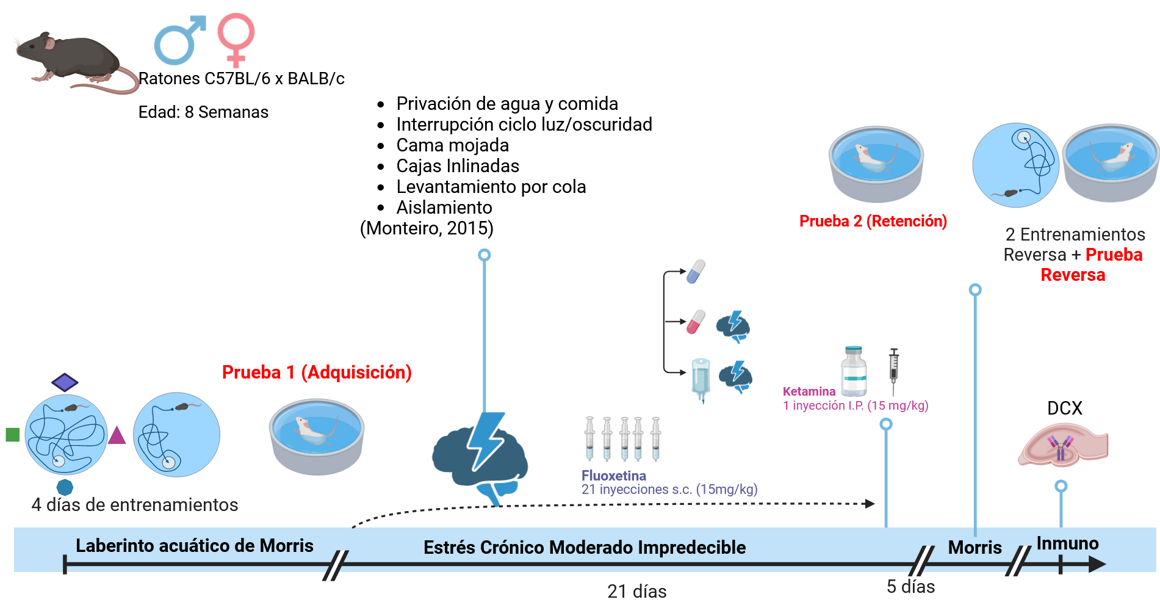 Ratones C57BL/6 x BALB/c
Edad: 8 Semanas
• Privación de agua y comida
• Interrupción ciclo luz/oscuridad
• Cama mojada
• Cajas Inlinadas
• Levantamiento por cola
• Aislamiento
(Monteiro, 2015)
Prueba 2 (Retención)
2 Entrenamientos
Reversa + Prueba
Reversa
Prueba 1 (Adquisición)
Ketamina
1 inyección I.P. (15 mg/kg)
DCX
Fluoxetina
21 inyecciones s.c. (15mg/kg)
4 días de entrenamientos
Laberinto acuático de Morris
Estrés Crónico Moderado Impredecible
Morris
Inmuno
21 días
5 días